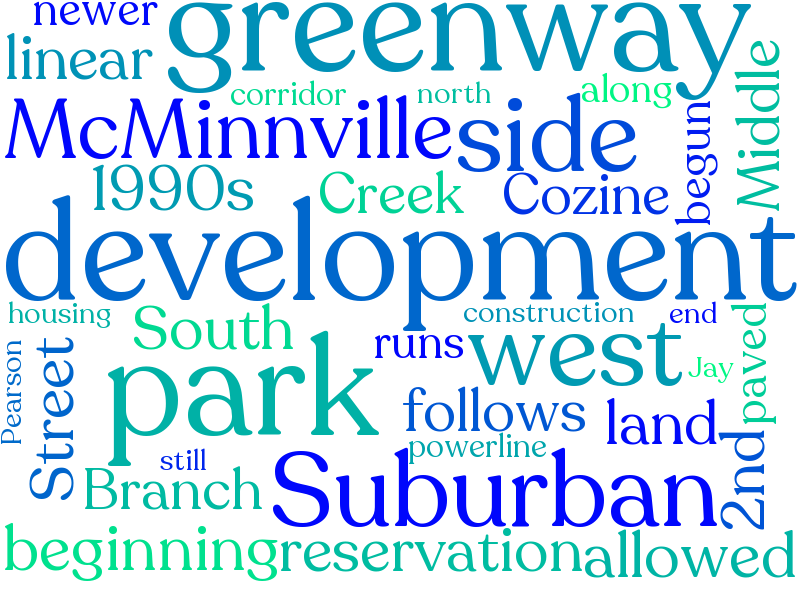 newer
greenway
linear
corridor
north
along
Middle
McMinnville
side
begun
1990s
Creek
Cozine
development
housing
South
construction
end
Pearson
Street
park
runs
west
Jay
paved
follows
land
powerline
2nd
still
Branch
Suburban
beginning
reservation
allowed